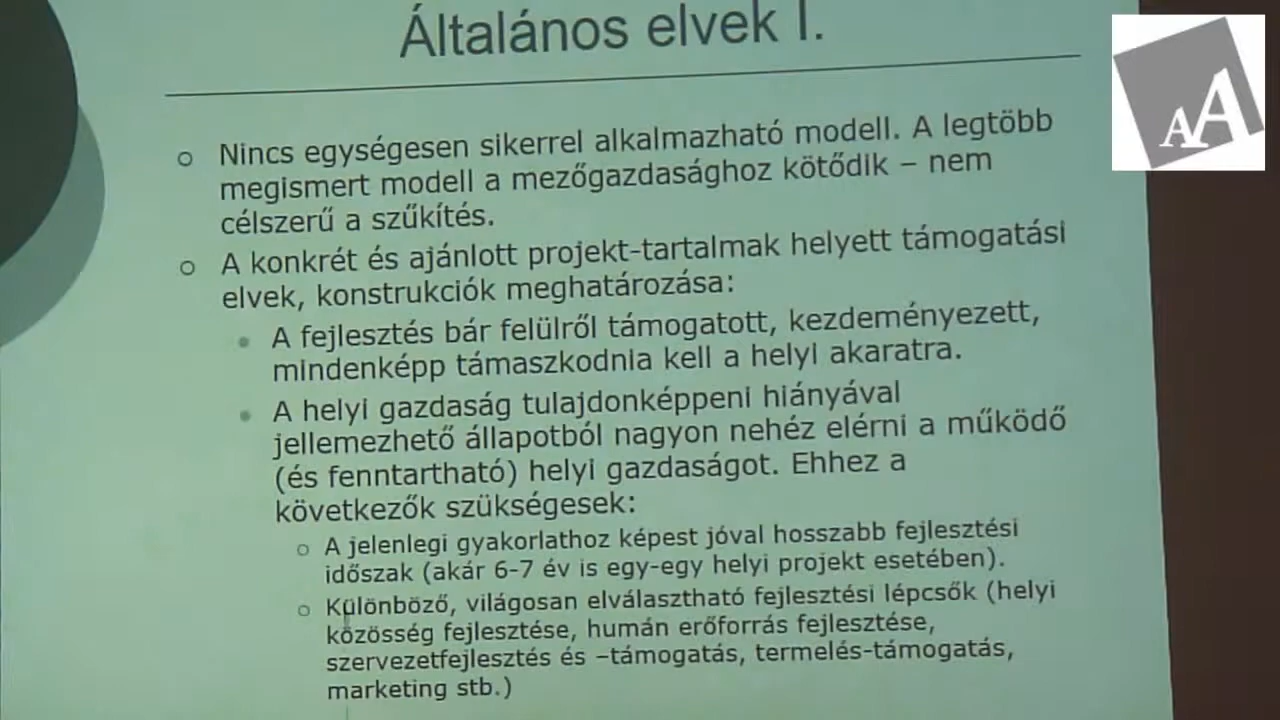 Általános elvek I.
AA
Nincs egységesen sikerrel alkalmazható modell. A legtöbb
megismert modell a mezőgazdasághoz kötődik – nem
célszerű a szűkítés.
A konkrét és ajánlott projekt-tartalmak helyett támogatási
elvek, konstrukciók meghatározása:
A fejlesztés bár felülről támogatott, kezdeményezett,
mindenképp támaszkodnia kell a helyi akaratra.
A helyi gazdaság tulajdonképpeni hiányával
jellemezhető állapotból nagyon nehéz elérni a működő
(és fenntartható) helyi gazdaságot. Ehhez a
következők szükségesek:
A jelenlegi gyakorlathoz képest jóval hosszabb fejlesztési
időszak (akár 6-7 év is egy-egy helyi projekt esetében).
Különböző, világosan elválasztható fejlesztési lépcsők (helyi
közösség fejlesztése, humán erőforrás fejlesztése,
szervezetfejlesztés és –támogatás, termelés-támogatás,
marketing stb.)